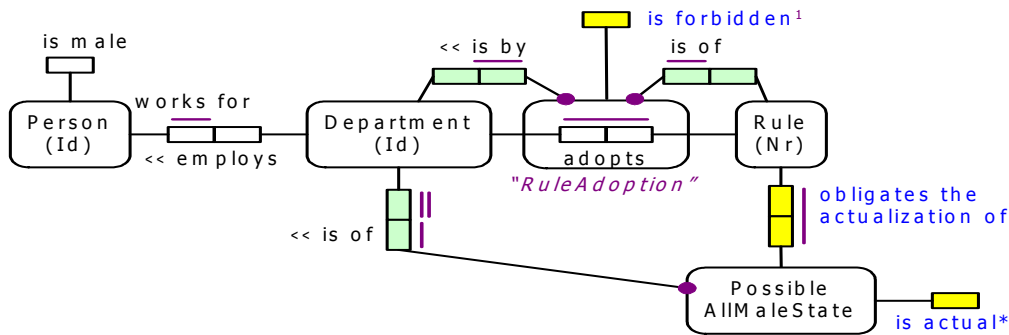 is male
works for
Person
(Id)
<< employs
<< is by
Department
(Id)
<< is of
is forbidden¹
is of
adopts
"RuleAdoption"
Rule
(Nr)
obligates the
actualization of
Possible
AllMaleState
is actual*